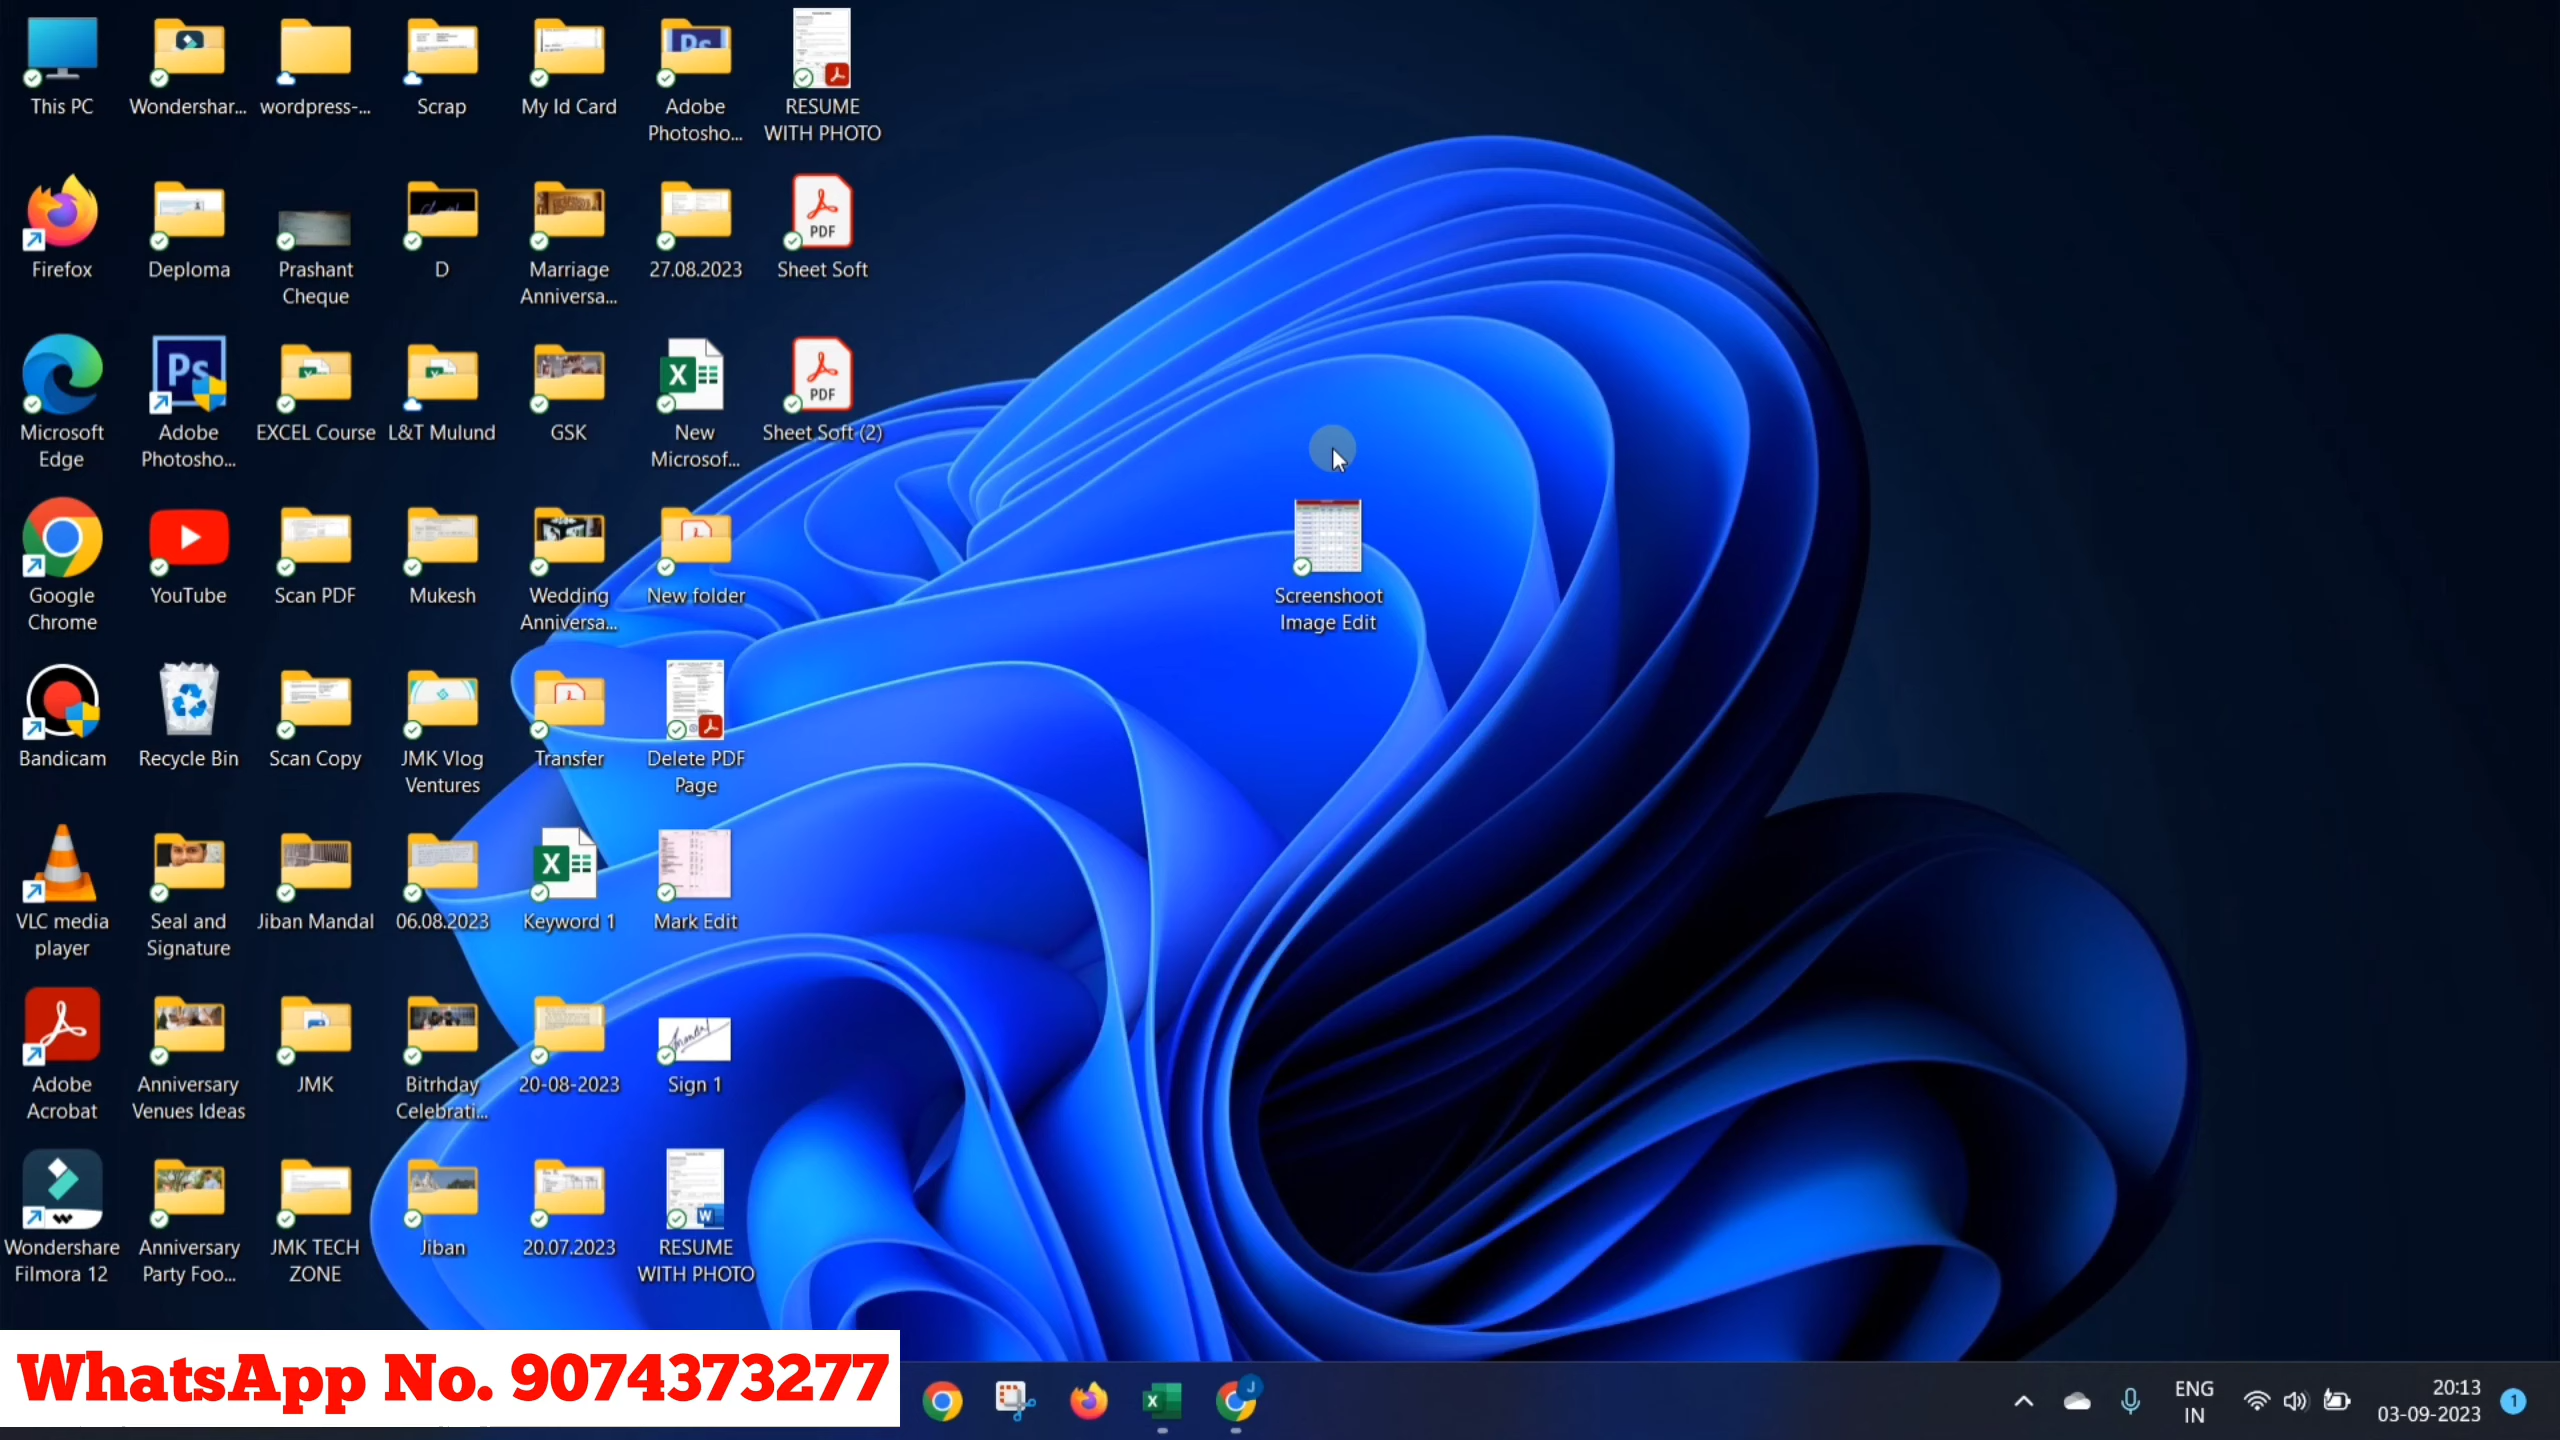 This PC
Wondershar...
wordpress-...
Scrap
My Id Card
Adobe
Photosho...
RESUME
WITH PHOTO
Firefox
Deploma
Prashant
Cheque
D
Marriage
Anniversa...
27.08.2023
PDF
Sheet Soft
Microsoft
Edge
Ps
Adobe
Photosho...
EXCEL Course
L&T Mulund
GSK
New
Microsof...
PDF
Sheet Soft (2)
Google
Chrome
YouTube
Scan PDF
Mukesh
Wedding
Anniversa...
New folder
Screenshoot
Image Edit
Bandicam
Recycle Bin
Scan Copy
JMK Vlog
Ventures
Transfer
Delete PDF
Page
VLC media
player
Seal and
Signature
Jiban Mandal
06.08.2023
Keyword 1
Mark Edit
Adobe
Acrobat
Anniversary
Venues Ideas
JMK
Bitrhday
Celebrati...
20-08-2023
Sign 1
Wondershare
Filmora 12
Anniversary
Party Foo...
JMK TECH
ZONE
Jiban
20.07.2023
RESUME
WITH PHOTO
WhatsApp No. 9074373277
J
ENG
IN
20:13
03-09-2023
1